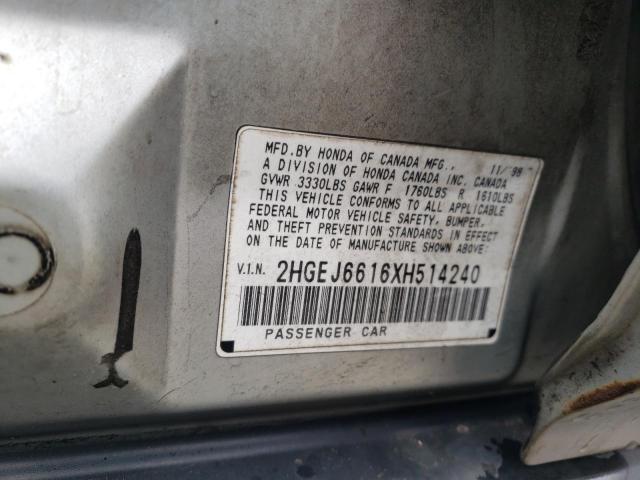 MFD. BY HONDA OF CANADA MFG., 11/98
A DIVISION OF HONDA CANADA INC. CANADA
GVWR 3330LBS GAWR F 1760LBS R 1610LBS
THIS VEHICLE CONFORMS TO ALL APPLICABLE
FEDERAL MOTOR VEHICLE SAFETY, BUMPER,
AND THEFT PREVENTION STANDARDS IN EFFECT
ON THE DATE OF MANUFACTURE SHOWN ABOVE:
V.I.N. 2HGEJ6616XH514240
PASSENGER CAR